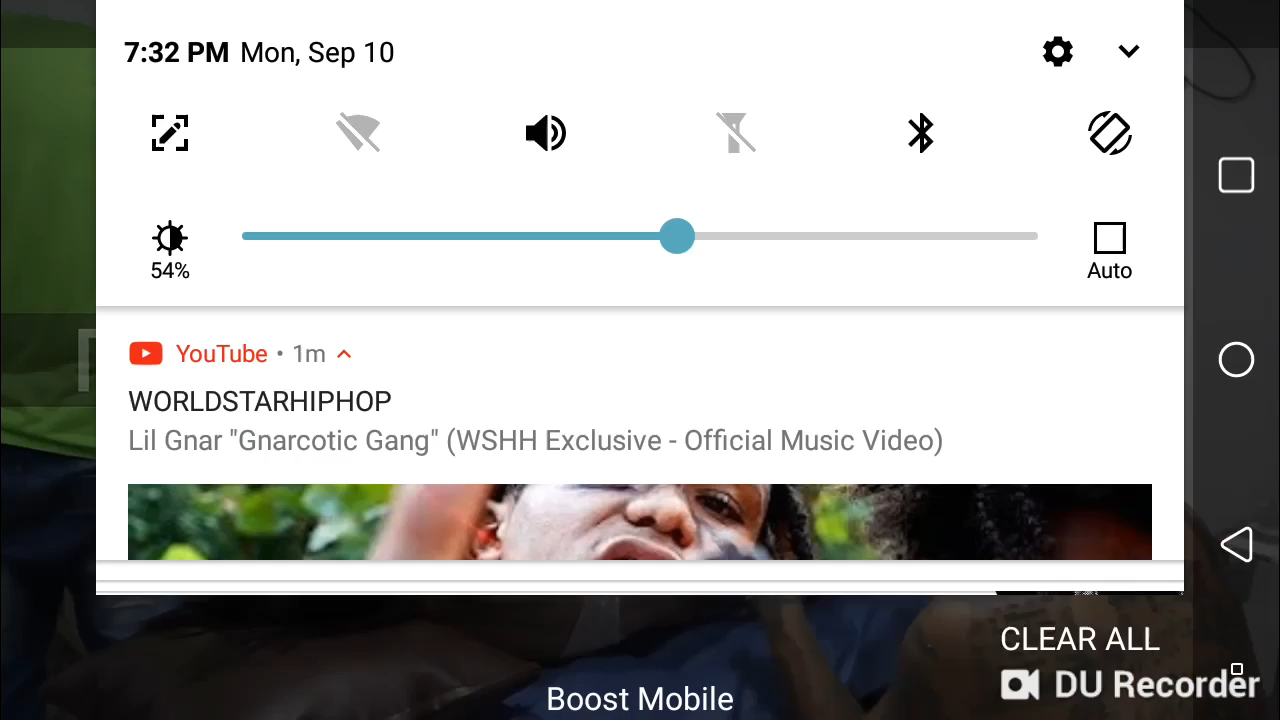 7:32 PM Mon, Sep 10
54%
Auto
YouTube • 1m
WORLDSTARHIPHOP
Lil Gnar "Gnarcotic Gang" (WSHH Exclusive - Official Music Video)
CLEAR ALL
DU Recorder
Boost Mobile